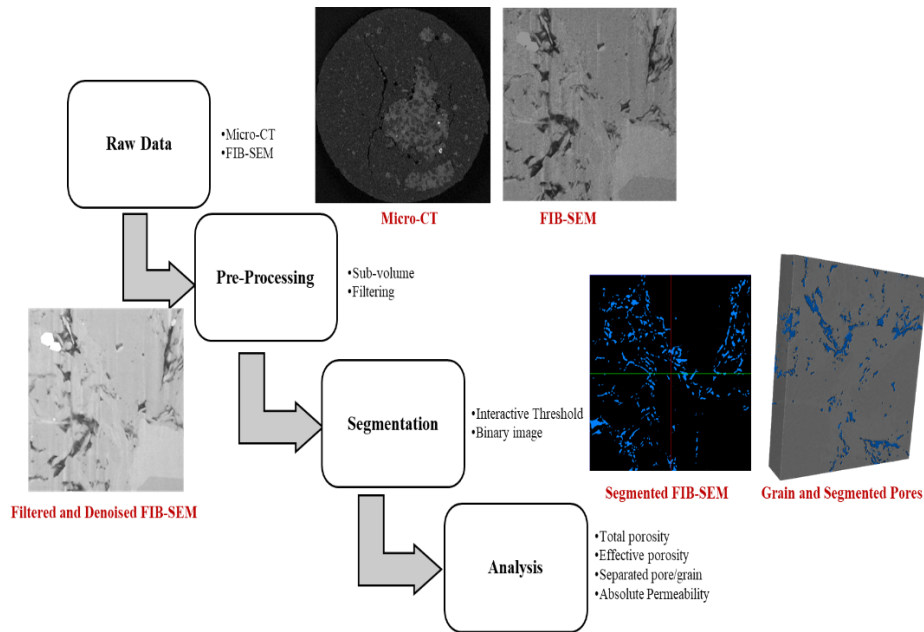 Raw Data
•Micro-CT
•FIB-SEM
Micro-CT
FIB-SEM
Pre-Processing
•Sub-volume
•Filtering
Filtered and Denoised FIB-SEM
Segmentation
•Interactive Threshold
•Binary image
Segmented FIB-SEM
Grain and Segmented Pores
Analysis
•Total porosity
•Effective porosity
•Separated pore/grain
•Absolute Permeability